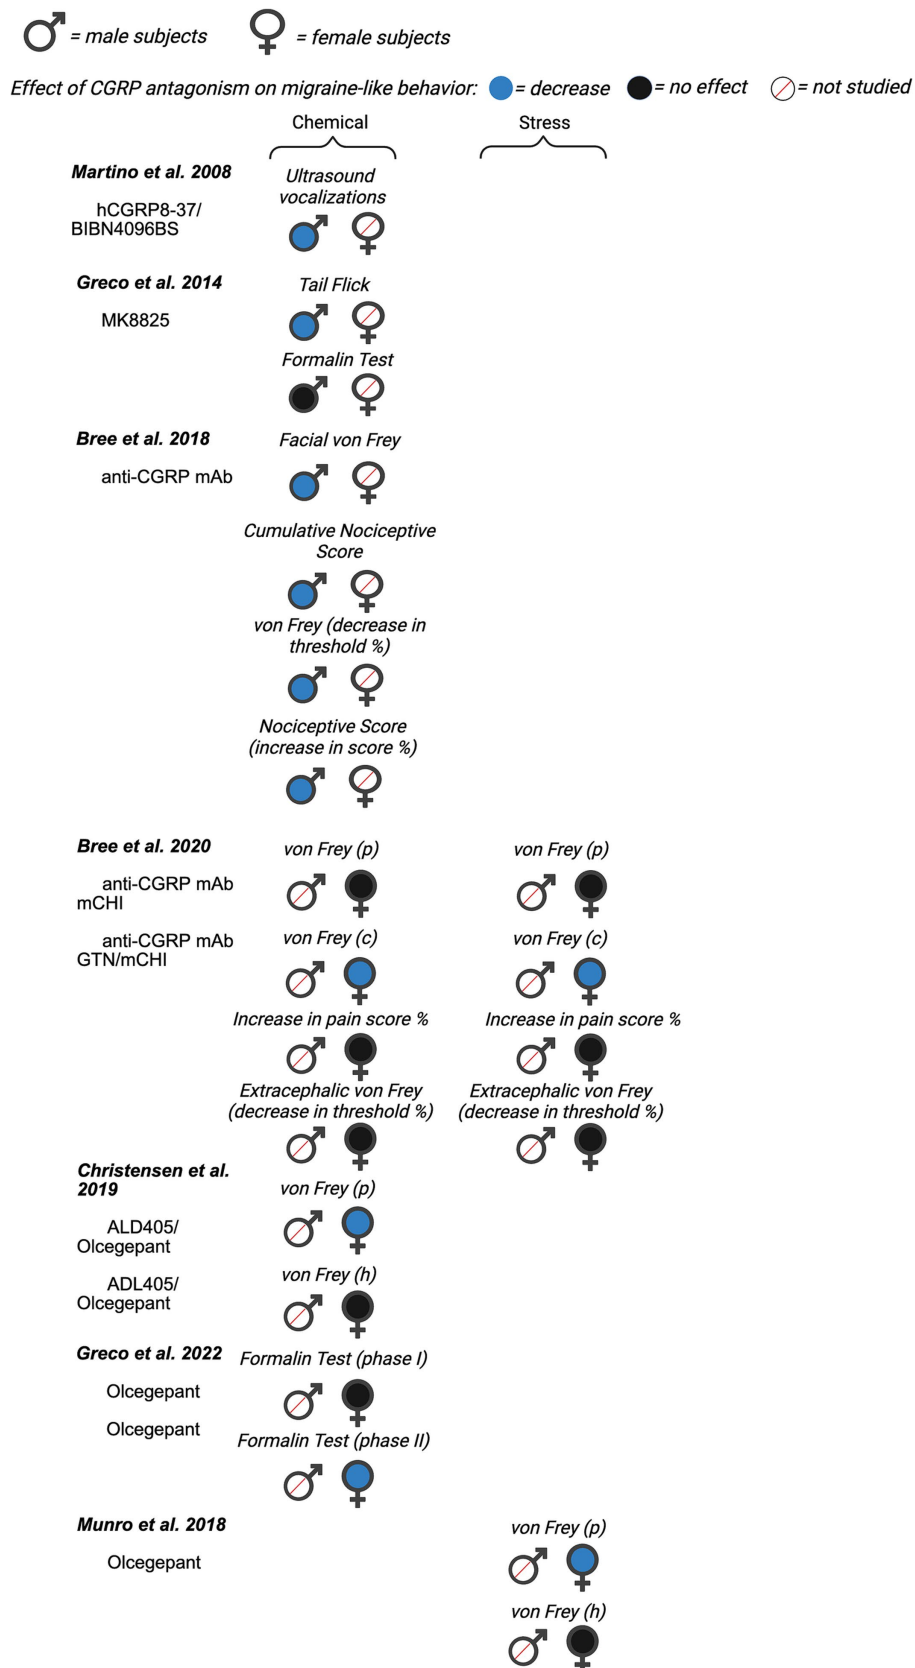 = male subjects = female subjects
Effect of CGRP antagonism on migraine-like behavior: = decrease = no effect = not studied
Chemical Stress
Martino et al. 2008
hCGRP8-37/
BIBN4096BS
Ultrasound
vocalizations
Greco et al. 2014
MK8825
Tail Flick
Formalin Test
Bree et al. 2018
anti-CGRP mAb
Facial von Frey
Cumulative Nociceptive
Score
von Frey (decrease in
threshold %)
Nociceptive Score
(increase in score %)
Bree et al. 2020
anti-CGRP mAb
mCHI
anti-CGRP mAb
GTN/mCHI
von Frey (p) von Frey (p)
von Frey (c) von Frey (c)
Increase in pain score % Increase in pain score %
Extracephalic von Frey Extracephalic von Frey
(decrease in threshold %) (decrease in threshold %)
Christensen et al.
2019
ALD405/
Olcegepant
ADL405/
Olcegepant
von Frey (p)
von Frey (h)
Greco et al. 2022
Olcegepant
Olcegepant
Formalin Test (phase I)
Formalin Test (phase II)
Munro et al. 2018
Olcegepant
von Frey (p)
von Frey (h)